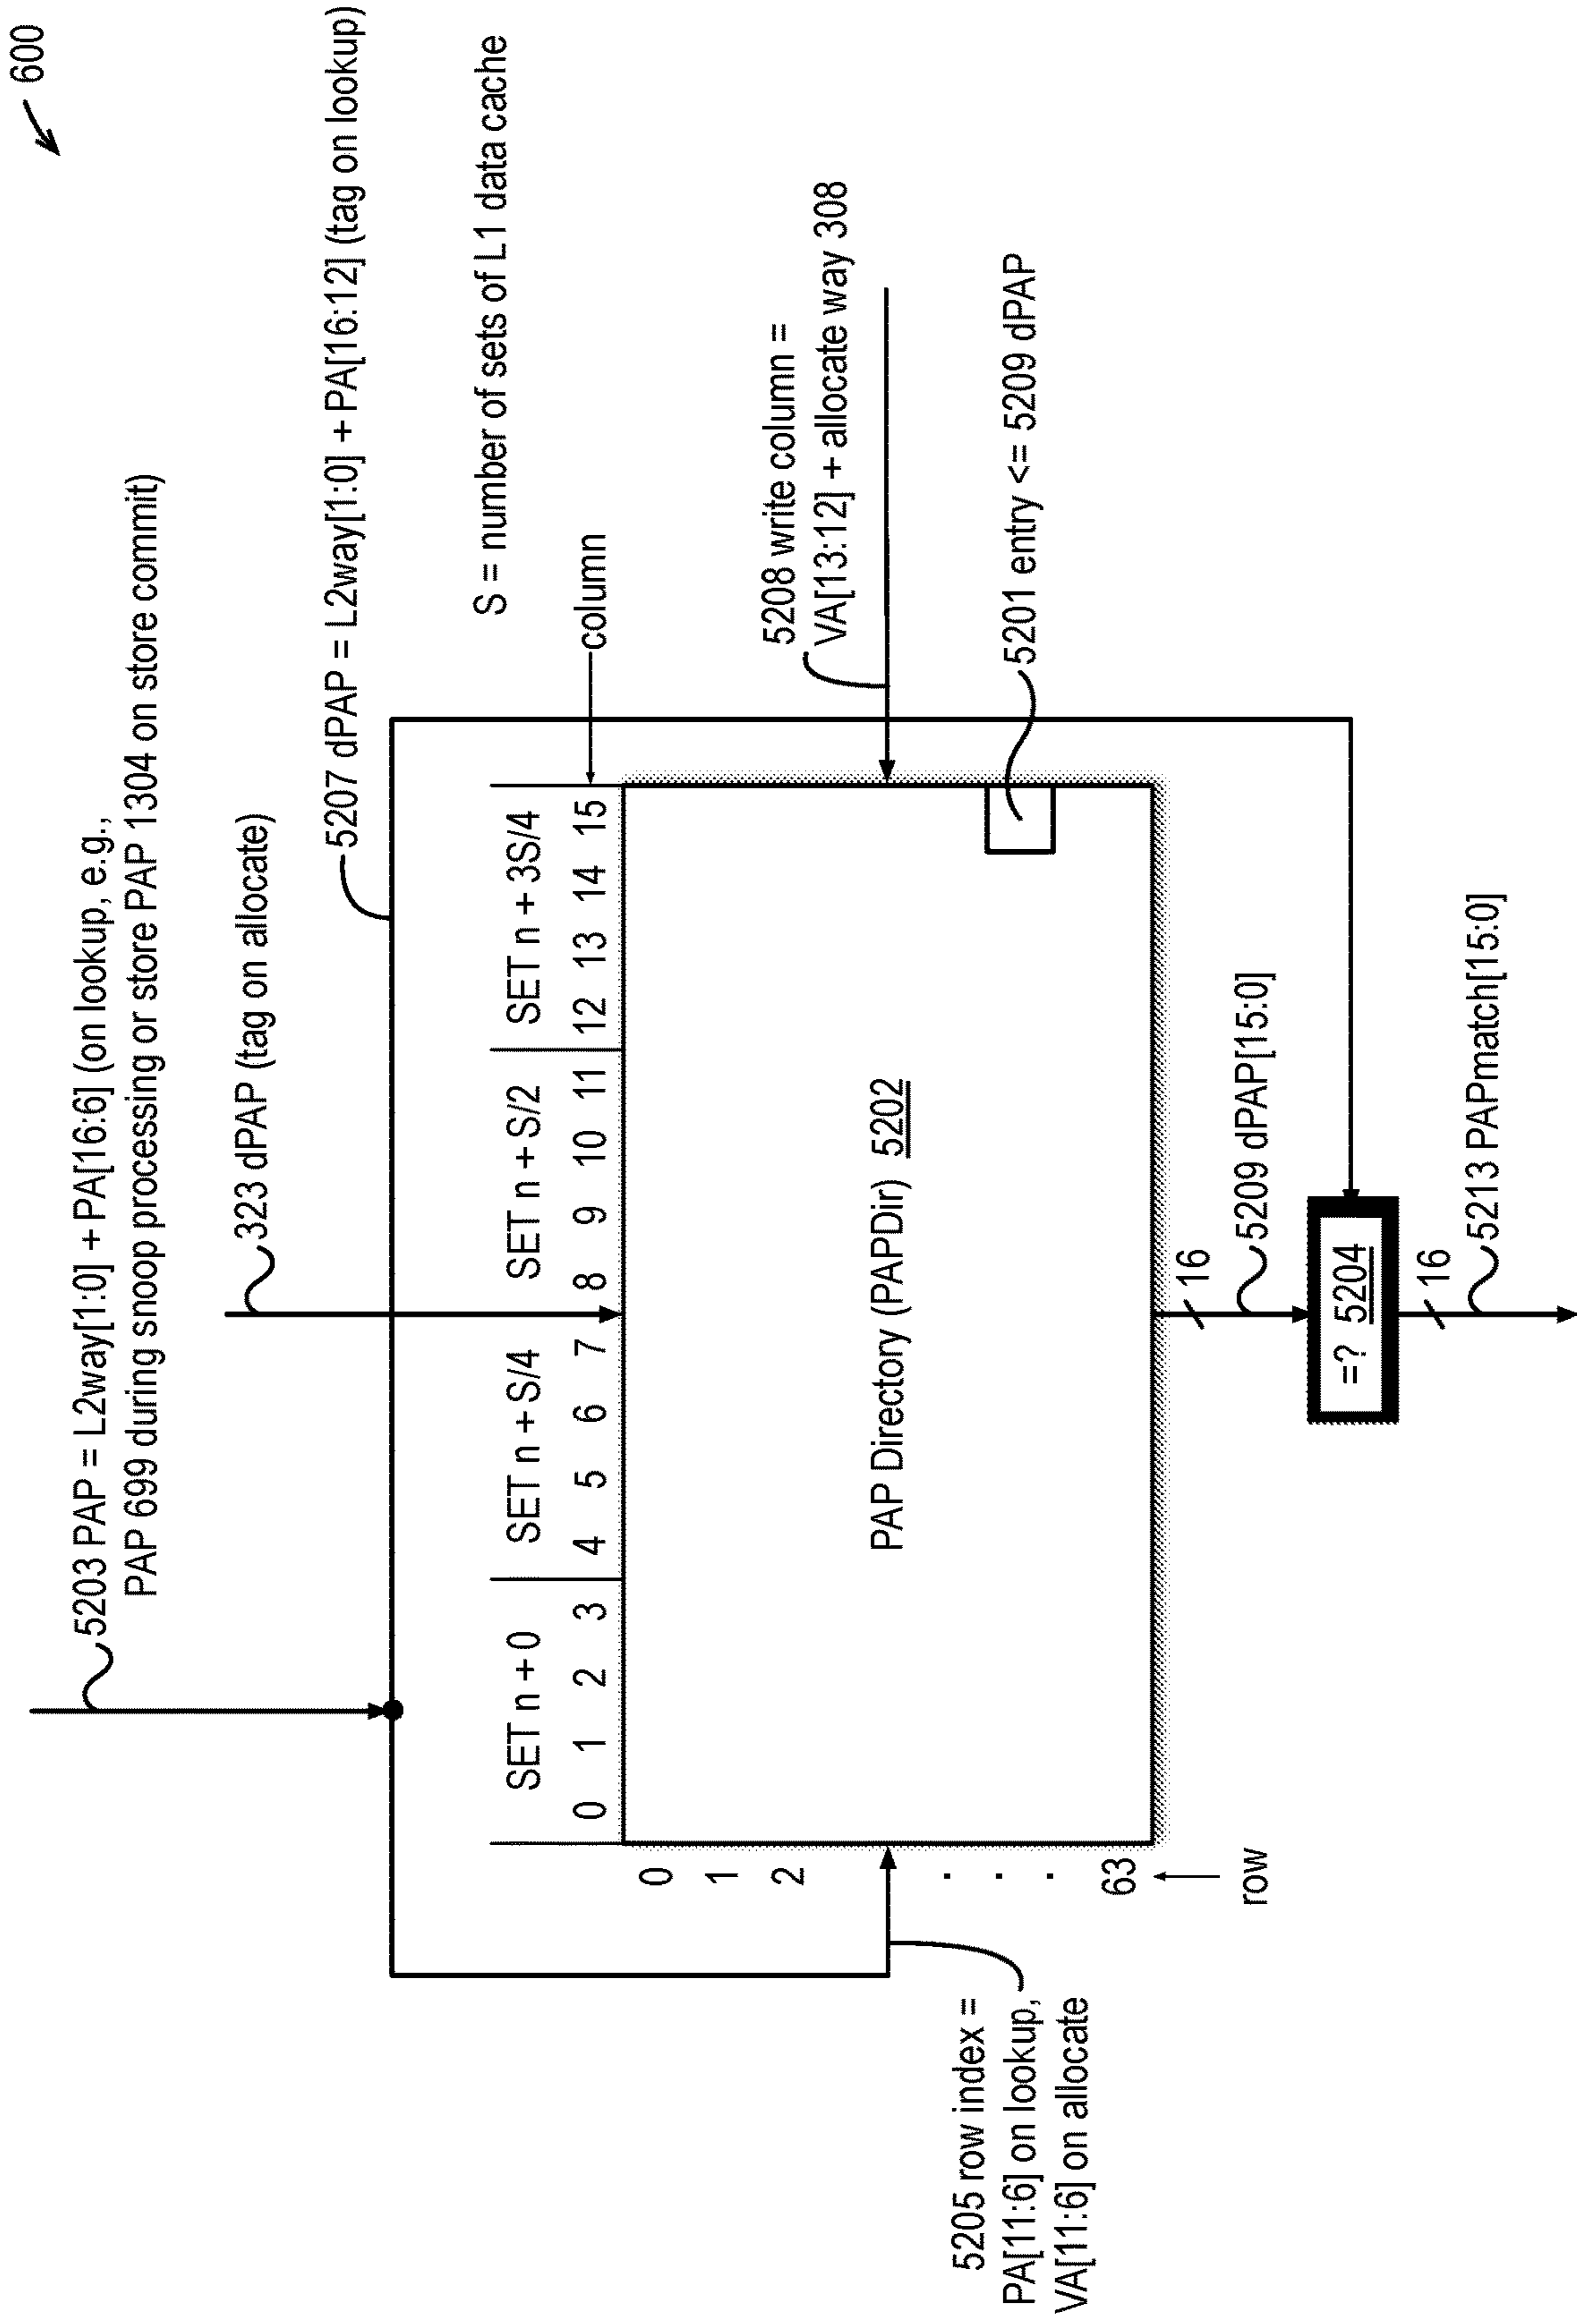 600
5203 PAP = L2way[1:0] + PA[16:6] (on lookup, e.g.,
PAP 699 during snoop processing or store PAP 1304 on store commit)
323 dPAP (tag on allocate)
5207 dPAP = L2way[1:0] + PA[16:12] (tag on lookup)
S = number of sets of L1 data cache
column
SET n + 0
SET n + S/4
SET n + S/2
SET n + 3S/4
0 1 2 3 4 5 6 7 8 9 10 11 12 13 14 15
0
1
2
.
.
.
63
row
5205 row index =
PA[11:6] on lookup,
VA[11:6] on allocate
PAP Directory (PAPDir) 5202
5208 write column =
VA[13:12] + allocate way 308
5201 entry <= 5209 dPAP
16
5209 dPAP[15:0]
=? 5204
16
5213 PAPmatch[15:0]